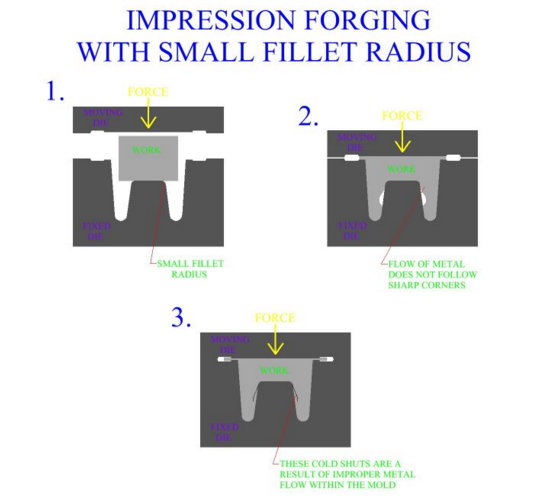 IMPRESSION FORGING
WITH SMALL FILLET RADIUS
1.
FORCE
MOVING
DIE
WORK
FIXED
DIE
SMALL FILLET
RADIUS
2.
FORCE
MOVING
DIE
WORK
FIXED
DIE
FLOW OF METAL
DOES NOT FOLLOW
SHARP CORNERS
3.
FORCE
MOVING
DIE
WORK
FIXED
DIE
THESE COLD SHUTS ARE A
RESULT OF IMPROPER METAL
FLOW WITHIN THE MOLD